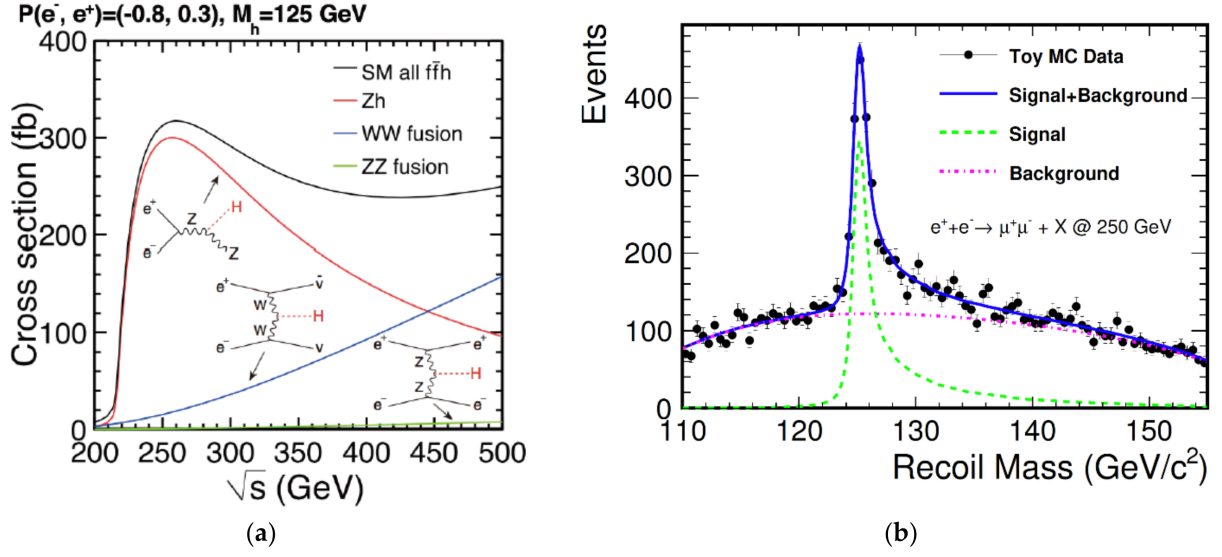 P(e⁻, e⁺)=(-0.8, 0.3), M_h=125 GeV
Cross section (fb)
400
300
200
100
0
SM all ff̄h
Zh
WW fusion
ZZ fusion
e⁺
e⁻
Z
H
Z
e⁺
e⁻
W
W
H
ν̄
ν
e⁺
e⁻
Z
Z
H
e⁺
e⁻
200 250 300 350 400 450 500
√s (GeV)
(a)
Events
400
300
200
100
0
Toy MC Data
Signal+Background
Signal
Background
e⁺+e⁻→ μ⁺μ⁻ + X @ 250 GeV
110 120 130 140 150
Recoil Mass (GeV/c²)
(b)